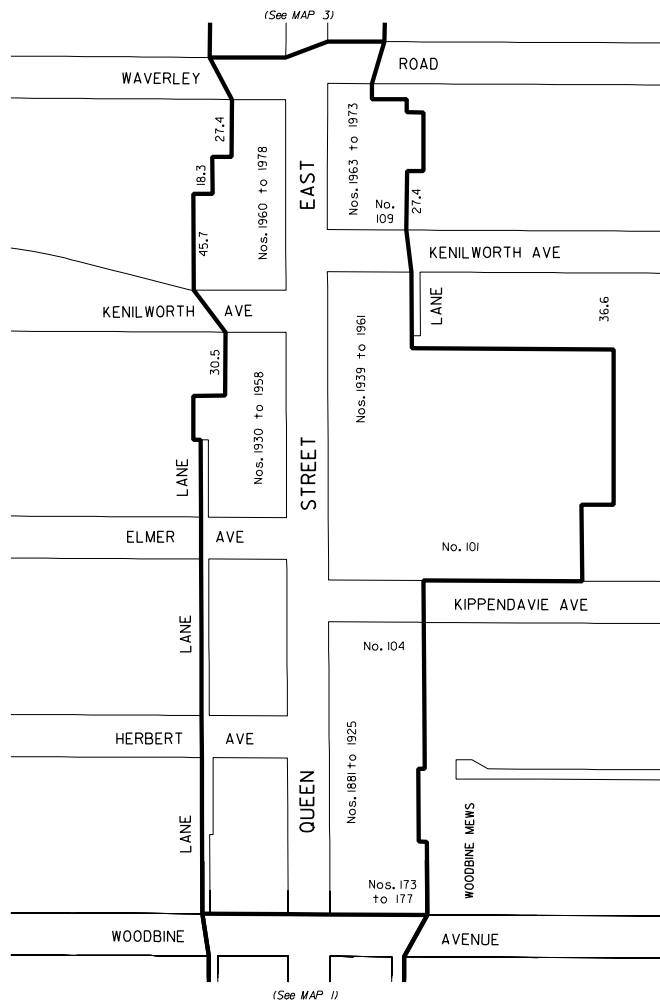 (See MAP 3)
WAVERLEY
ROAD
27.4
18.3
45.7
Nos. 1960 to 1978
EAST
Nos. 1963 to 1973
No.
109
27.4
KENILWORTH AVE
KENILWORTH AVE
LANE
36.6
30.5
Nos. 1930 to 1958
Nos. 1939 to 1961
STREET
LANE
ELMER AVE
No. 101
KIPPENDAVIE AVE
LANE
No. 104
HERBERT AVE
Nos. 1881 to 1925
QUEEN
LANE
WOODBINE MEWS
Nos. 173
to 177
WOODBINE
AVENUE
(See MAP 1)